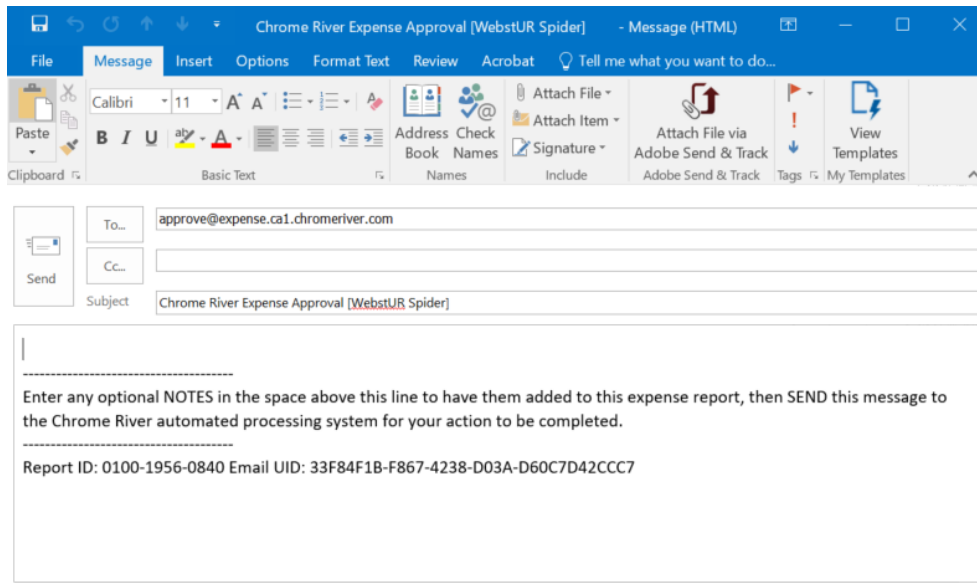 Chrome River Expense Approval [WebstUR Spider] - Message (HTML)
File Message Insert Options Format Text Review Acrobat Tell me what you want to do...
Paste
Calibri 11
B I U
Address Book
Check Names
Attach File
Attach Item
Signature
Attach File via
Adobe Send & Track
View
Templates
Clipboard Basic Text Names Include Adobe Send & Track Tags My Templates
Send
To... approve@expense.ca1.chromeriver.com
Cc...
Subject Chrome River Expense Approval [WebstUR Spider]
--------------------------------------
Enter any optional NOTES in the space above this line to have them added to this expense report, then SEND this message to
the Chrome River automated processing system for your action to be completed.
--------------------------------------
Report ID: 0100-1956-0840 Email UID: 33F84F1B-F867-4238-D03A-D60C7D42CCC7